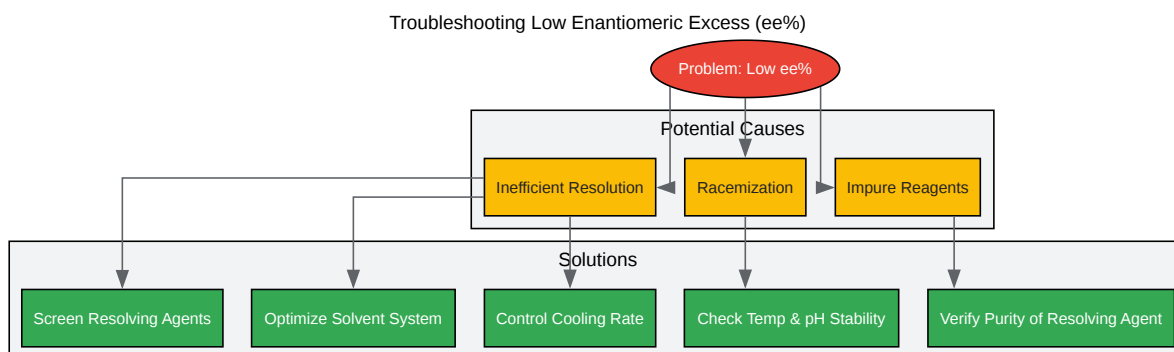 Troubleshooting Low Enantiomeric Excess (ee%)
Problem: Low ee%
Potential Causes
Inefficient Resolution
Racemization
Impure Reagents
Solutions
Screen Resolving Agents
Optimize Solvent System
Control Cooling Rate
Check Temp & pH Stability
Verify Purity of Resolving Agent